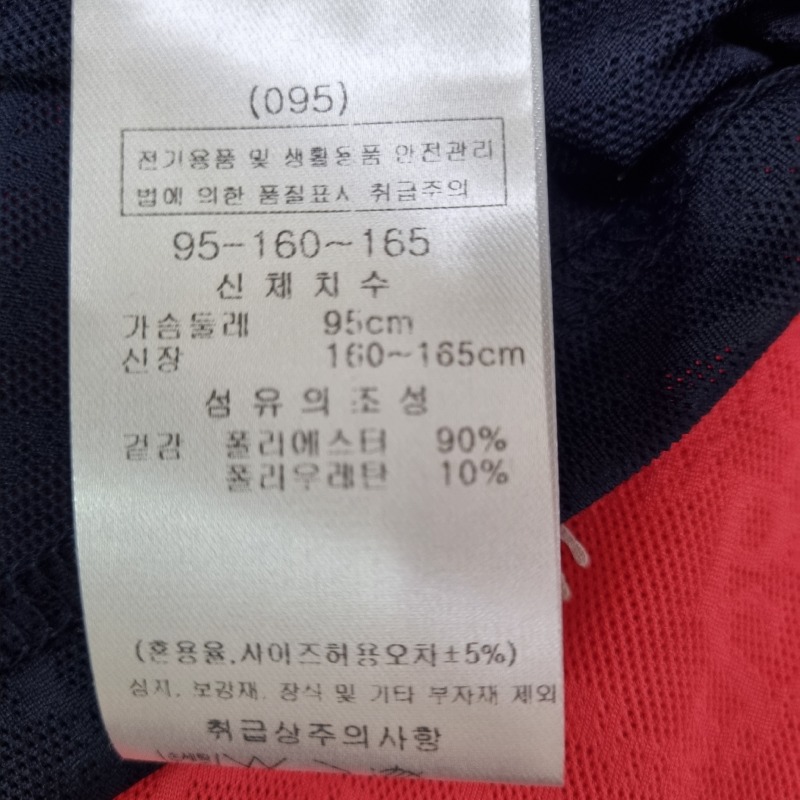 (095)
전기용품 및 생활용품 안전관리
법에 의한 품질표시 취급주의
95-160~165
신 체 치 수
가슴둘레 95cm
신장 160~165cm
섬 유 의 조 성
겉감 폴리에스터 90%
폴리우레탄 10%
(혼용율,사이즈허용오차±5%)
심지, 보강재, 장식 및 기타 부자재 제외
취급상주의사항